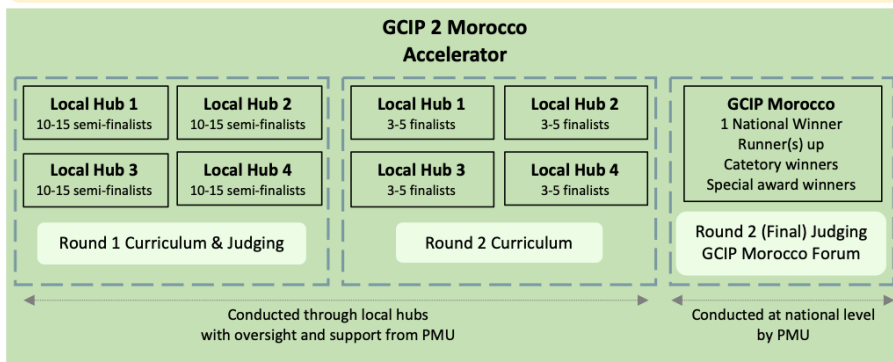 GCIP 2 Morocco
Accelerator
Local Hub 1
10-15 semi-finalists
Local Hub 2
10-15 semi-finalists
Local Hub 3
10-15 semi-finalists
Local Hub 4
10-15 semi-finalists
Round 1 Curriculum & Judging
Local Hub 1
3-5 finalists
Local Hub 2
3-5 finalists
Local Hub 3
3-5 finalists
Local Hub 4
3-5 finalists
Round 2 Curriculum
GCIP Morocco
1 National Winner
Runner(s) up
Catetory winners
Special award winners
Round 2 (Final) Judging
GCIP Morocco Forum
Conducted through local hubs
with oversight and support from PMU
Conducted at national level
by PMU